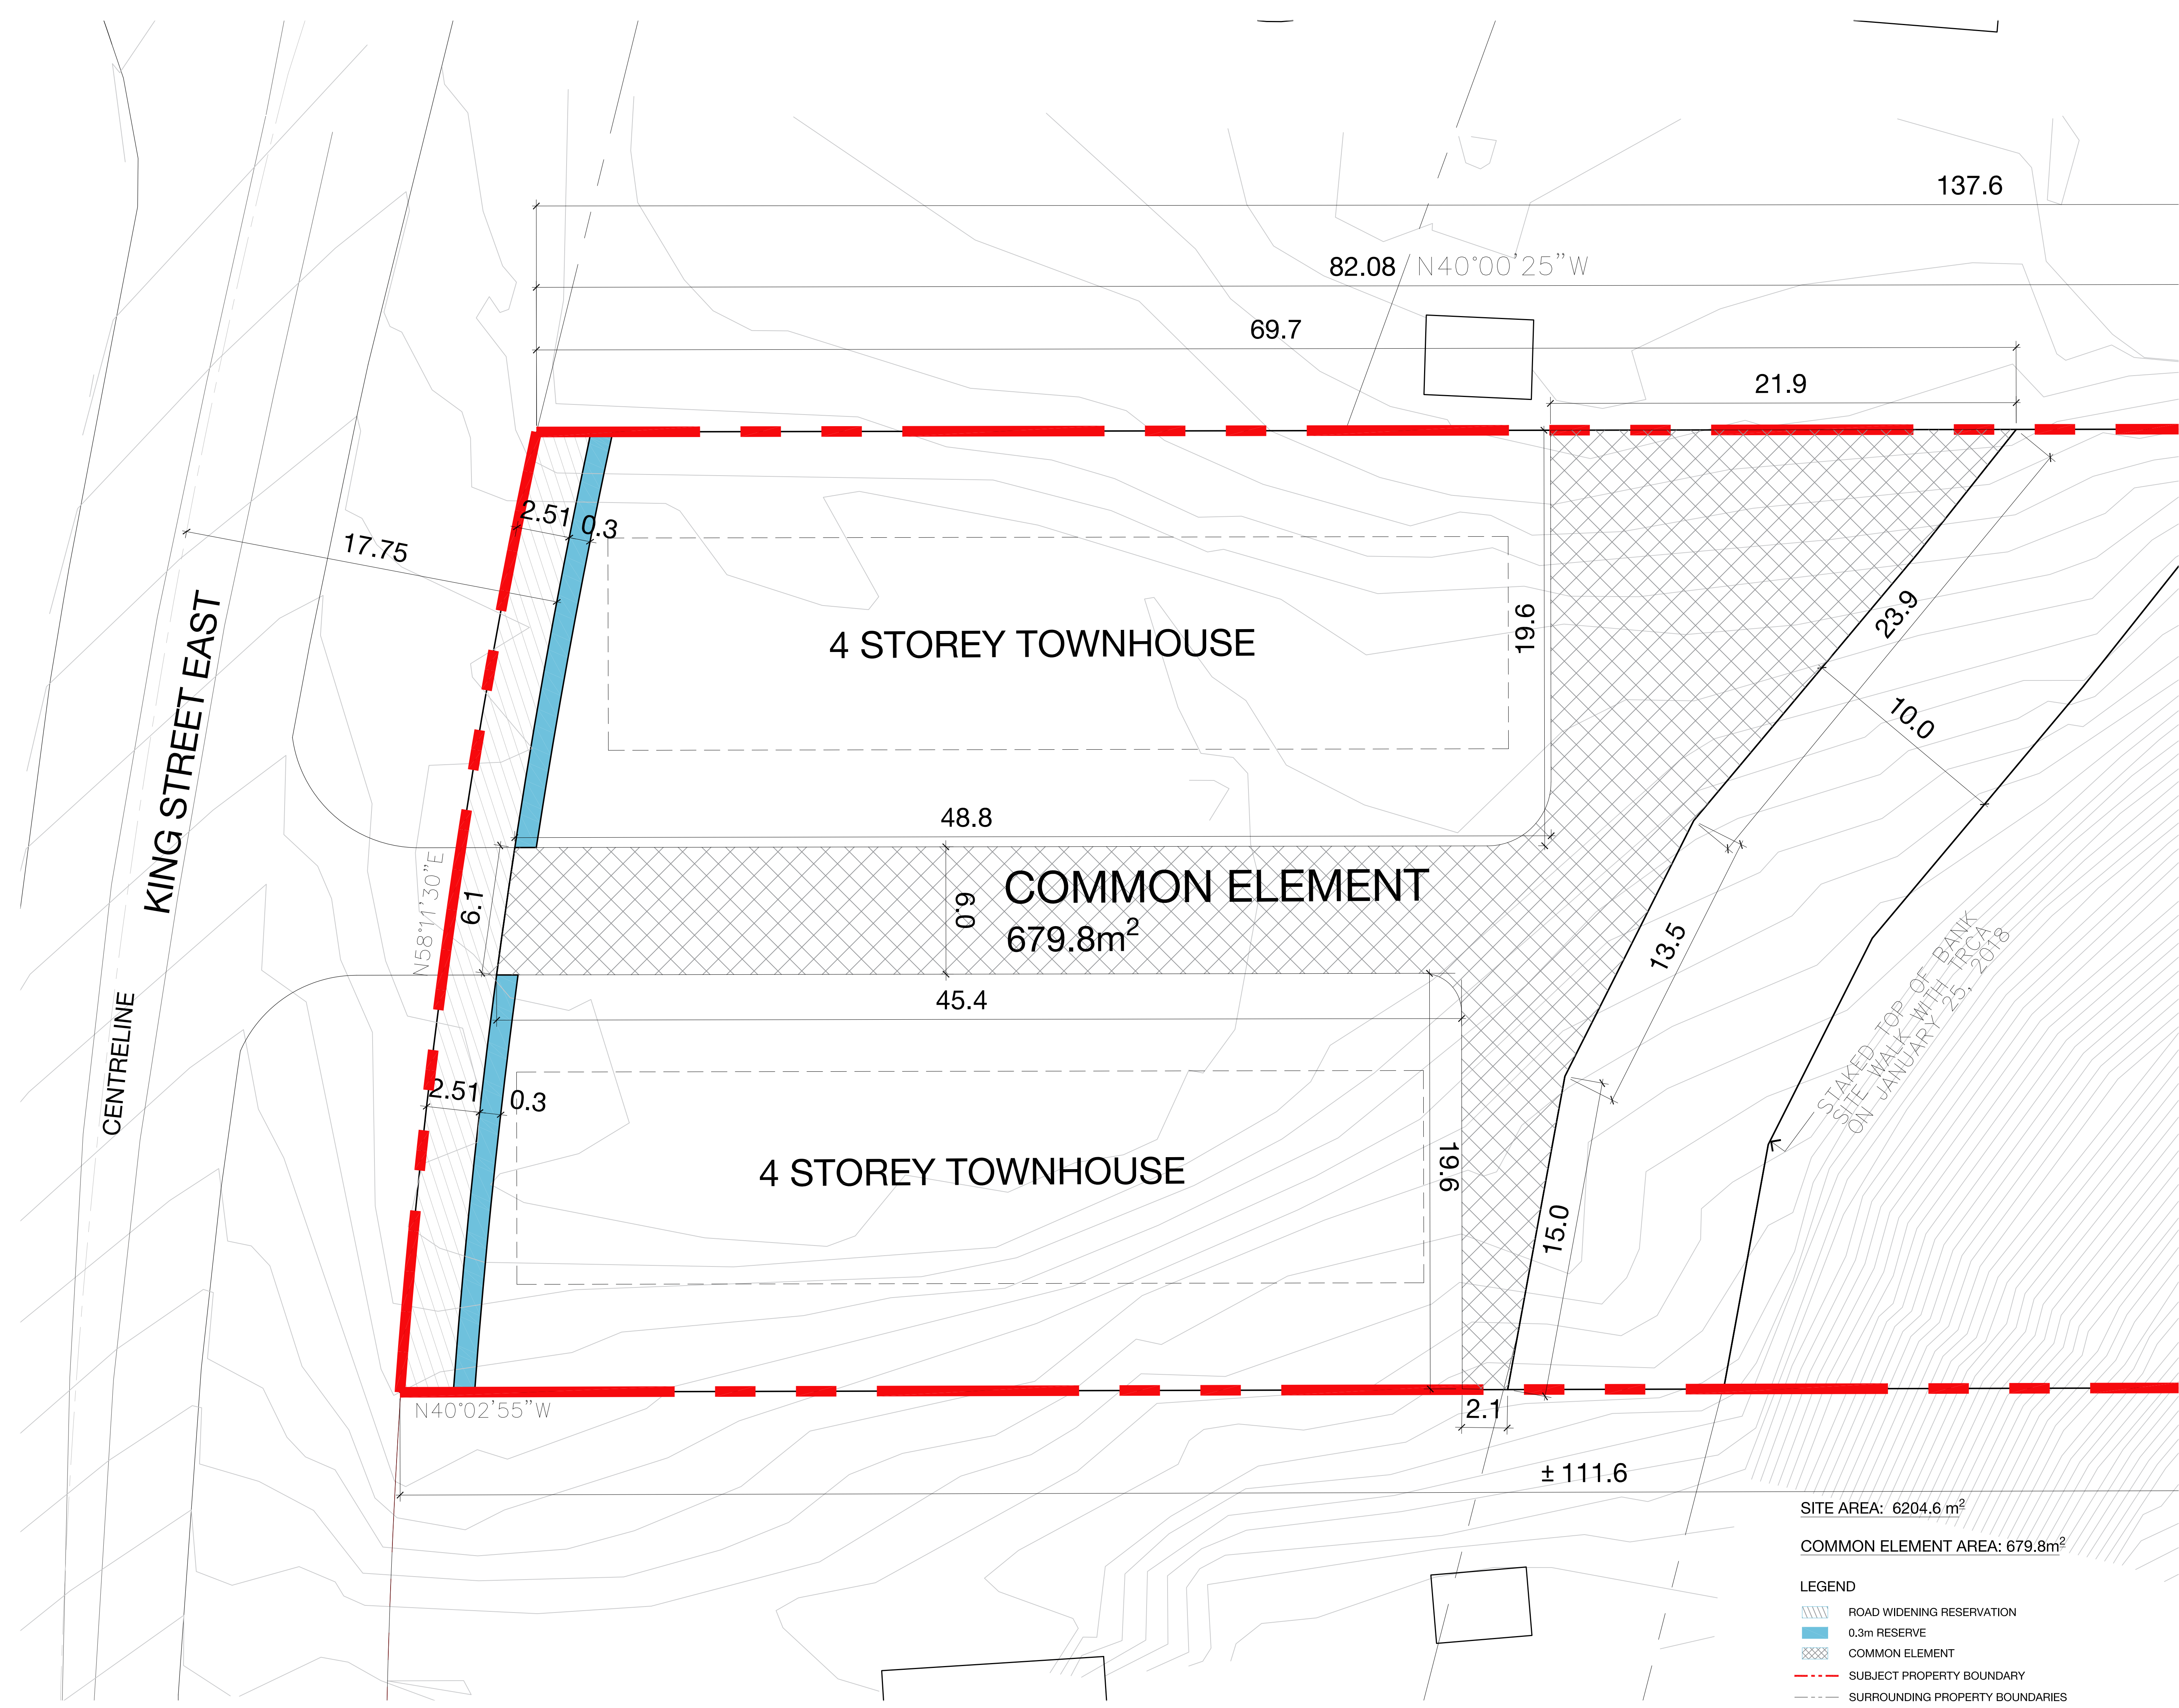 137.6
82.08 N40°00'25"W
69.7
21.9
2.51 0.3
17.75
4 STOREY TOWNHOUSE
19.6
23.9
10.0
KING STREET EAST
48.8
COMMON ELEMENT
679.8m²
6.0
6.1
N58°11'30"E
13.5
STAKED TOP OF BANK
SITE WALK WITH TRCA
ON JANUARY 25, 2018
45.4
CENTRELINE
2.51 0.3
4 STOREY TOWNHOUSE
19.6
15.0
N40°02'55"W
2.1
± 111.6
SITE AREA: 6204.6 m²
COMMON ELEMENT AREA: 679.8m²
LEGEND
ROAD WIDENING RESERVATION
0.3m RESERVE
COMMON ELEMENT
SUBJECT PROPERTY BOUNDARY
SURROUNDING PROPERTY BOUNDARIES